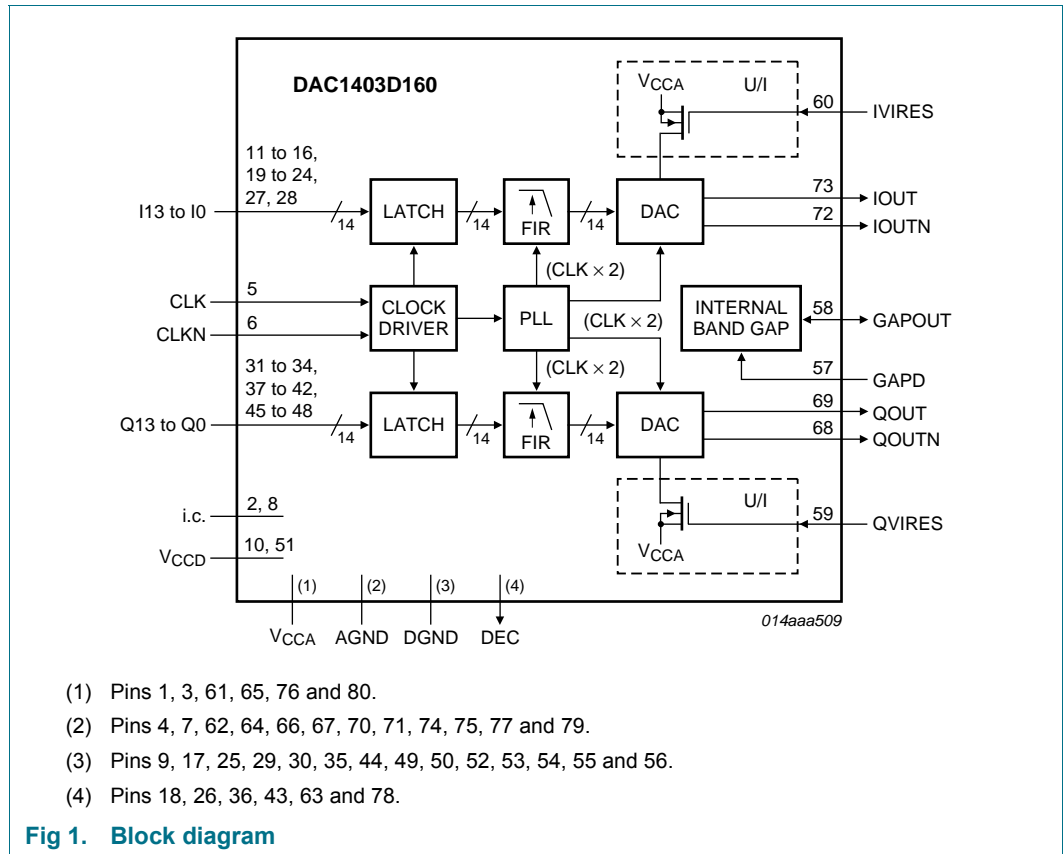 DAC1403D160
VCCA
U/I
60
IVIRES
11 to 16,
19 to 24,
27, 28
I13 to I0
14
LATCH
14
FIR
14
DAC
73
IOUT
72
IOUTN
(CLK × 2)
CLK
5
CLKN
6
CLOCK
DRIVER
PLL
(CLK × 2)
INTERNAL
BAND GAP
58
GAPOUT
(CLK × 2)
57
GAPD
31 to 34,
37 to 42,
45 to 48
Q13 to Q0
14
LATCH
14
FIR
14
DAC
69
QOUT
68
QOUTN
i.c.
2, 8
VCCD
10, 51
U/I
59
QVIRES
VCCA
(1)
(2)
(3)
(4)
VCCA
AGND
DGND
DEC
014aaa509
(1) Pins 1, 3, 61, 65, 76 and 80.
(2) Pins 4, 7, 62, 64, 66, 67, 70, 71, 74, 75, 77 and 79.
(3) Pins 9, 17, 25, 29, 30, 35, 44, 49, 50, 52, 53, 54, 55 and 56.
(4) Pins 18, 26, 36, 43, 63 and 78.
Fig 1. Block diagram